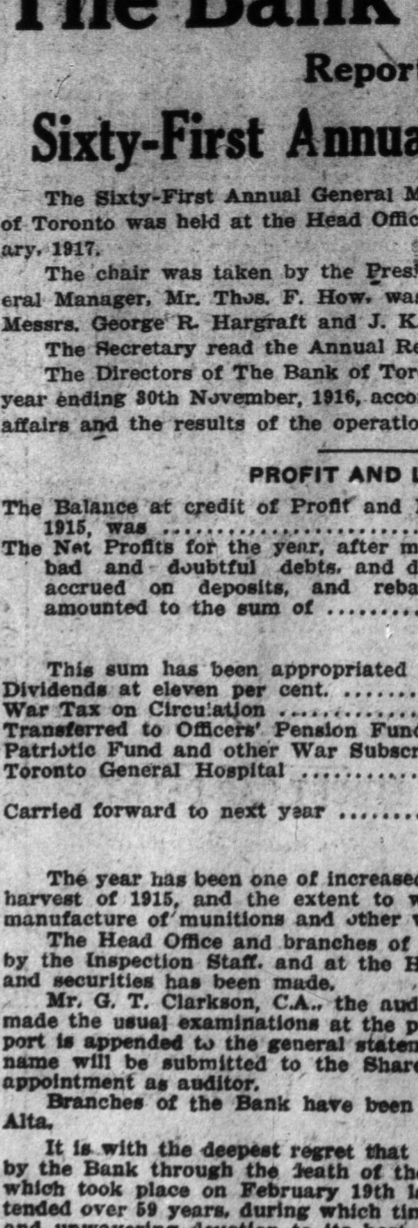 The Bank
Report
Sixty-First Annua
The Sixty-First Annual General M
of Toronto was held at the Head Offic
ary, 1917.
The chair was taken by the Pres
eral Manager, Mr. Thos. F. How, was
Messrs. George R. Hargraft and J. K
The Secretary read the Annual Re
The Directors of The Bank of Tor
year ending 30th November, 1916, acco
affairs and the results of the operatio
PROFIT AND L
The Balance at credit of Profit and
1915, was ........................
The Net Profits for the year, after m
bad and doubtful debts, and d
accrued on deposits, and reba
amounted to the sum of ........
This sum has been appropriated
Dividends at eleven per cent. .......
War Tax on Circulation .............
Transferred to Officers' Pension Fund
Patriotic Fund and other War Subscr
Toronto General Hospital ...........
Carried forward to next year .......
The year has been one of increased
harvest of 1915, and the extent to w
manufacture of munitions and other w
The Head Office and branches of
by the Inspection Staff, and at the H
and securities has been made.
Mr. G. T. Clarkson, C.A., the aud
made the usual examinations at the p
port is appended to the general statem
name will be submitted to the Share
appointment as auditor.
Branches of the Bank have been
Alta.
It is with the deepest regret that
by the Bank through the death of the
which took place on February 19th l
tended over 59 years, during which tim